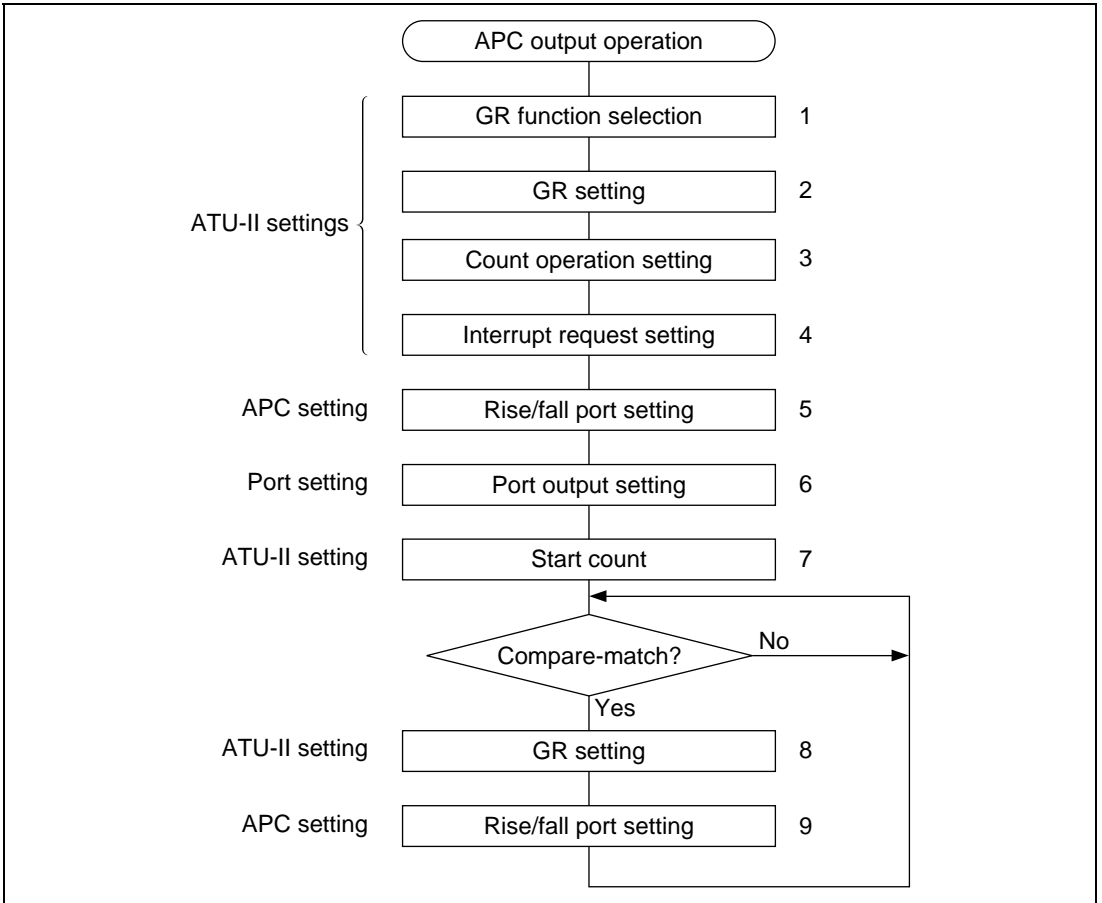 APC output operation
GR function selection 1
GR setting 2
ATU-II settings
Count operation setting 3
Interrupt request setting 4
APC setting Rise/fall port setting 5
Port setting Port output setting 6
ATU-II setting Start count 7
Compare-match? No
Yes
ATU-II setting GR setting 8
APC setting Rise/fall port setting 9